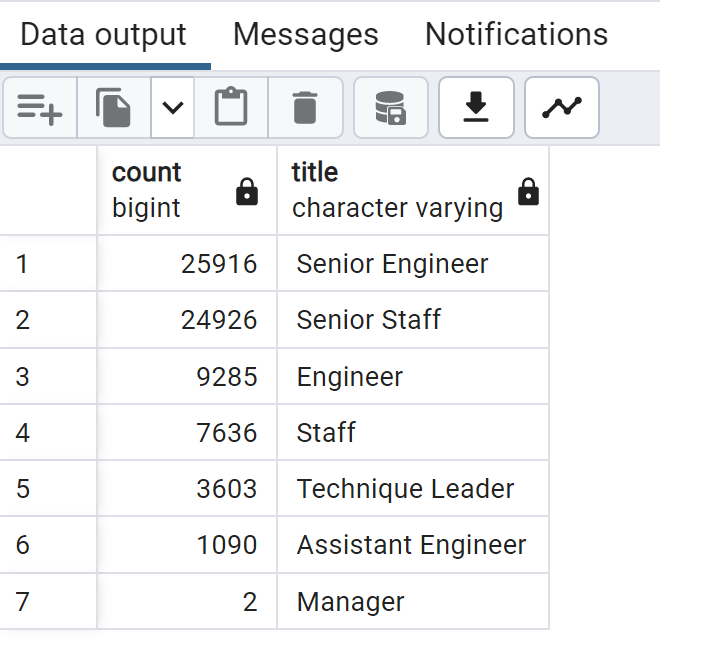 Data output Messages Notifications
count title
bigint character varying
1 25916 Senior Engineer
2 24926 Senior Staff
3 9285 Engineer
4 7636 Staff
5 3603 Technique Leader
6 1090 Assistant Engineer
7 2 Manager